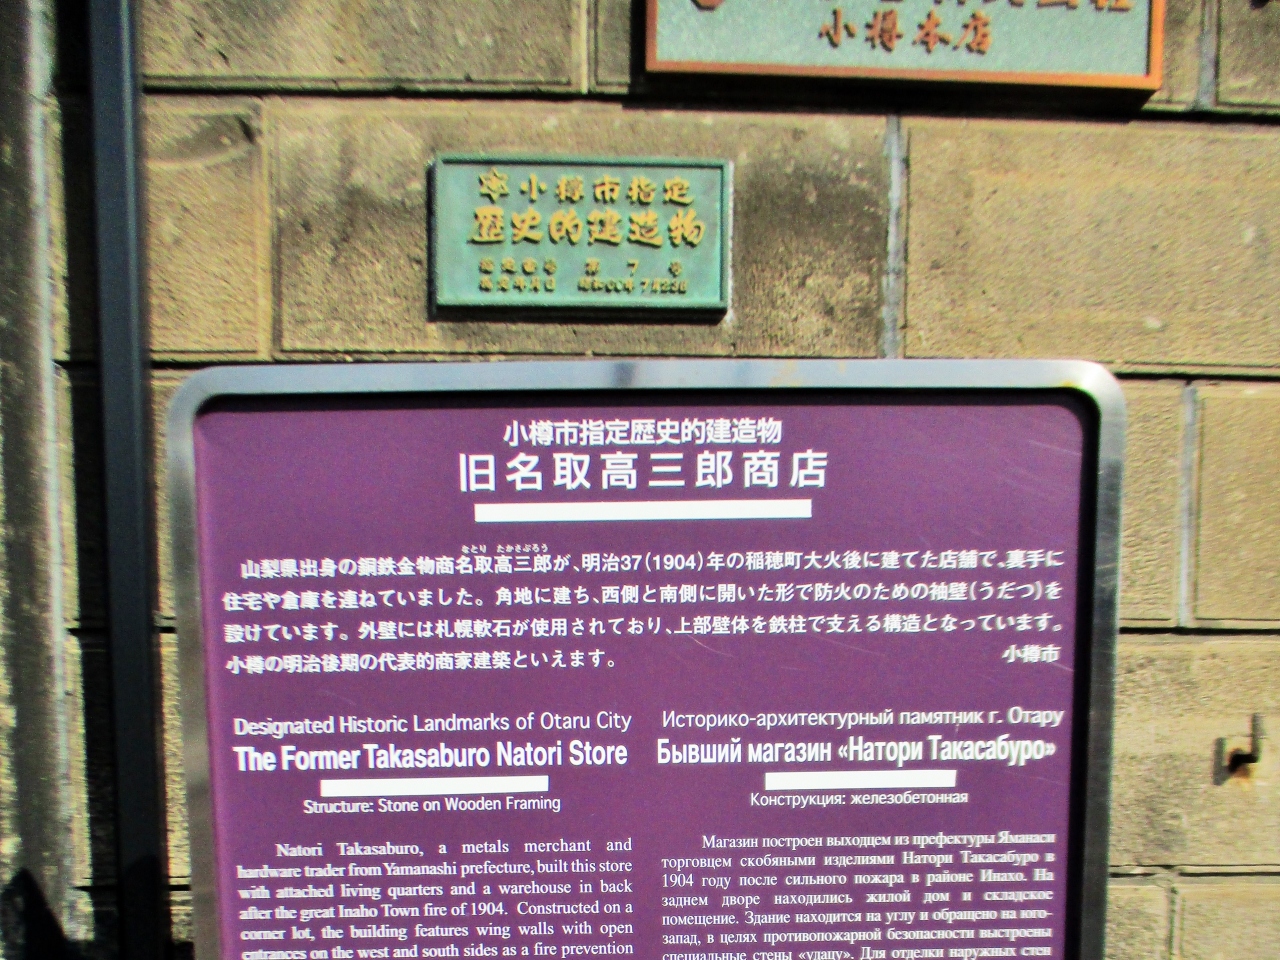 小樽本店
小樽市指定
歴史的建造物
第 7 号
小樽市指定歴史的建造物
旧名取高三郎商店
なとり たかさぶろう
山梨県出身の銅鉄金物商名取高三郎が、明治37(1904)年の稲穂町大火後に建てた店舗で、裏手に
住宅や倉庫を連ねていました。角地に建ち、西側と南側に開いた形で防火のための袖壁(うだつ)を
設けています。外壁には札幌軟石が使用されており、上部壁体を鉄柱で支える構造となっています。
小樽の明治後期の代表的商家建築といえます。
小樽市
Designated Historic Landmarks of Otaru City
The Former Takasaburo Natori Store
Structure: Stone on Wooden Framing
Natori Takasaburo, a metals merchant and
hardware trader from Yamanashi prefecture, built this store
with attached living quarters and a warehouse in back
after the great Inaho Town fire of 1904. Constructed on a
corner lot, the building features wing walls with open
entrances on the west and south sides as a fire prevention
Историко-архитектурный памятник г. Отару
Бывший магазин «Натори Такасабуро»
Конструкция: железобетонная
Магазин построен выходцем из префектуры Яманаси
торговцем скобяными изделиями Натори Такасабуро в
1904 году после сильного пожара в районе Инахо. На
заднем дворе находились жилой дом и складское
помещение. Здание находится на углу и обращено на юго-
запад, в целях противопожарной безопасности выстроены
специальные стены «удацу». Для отделки наружных стен